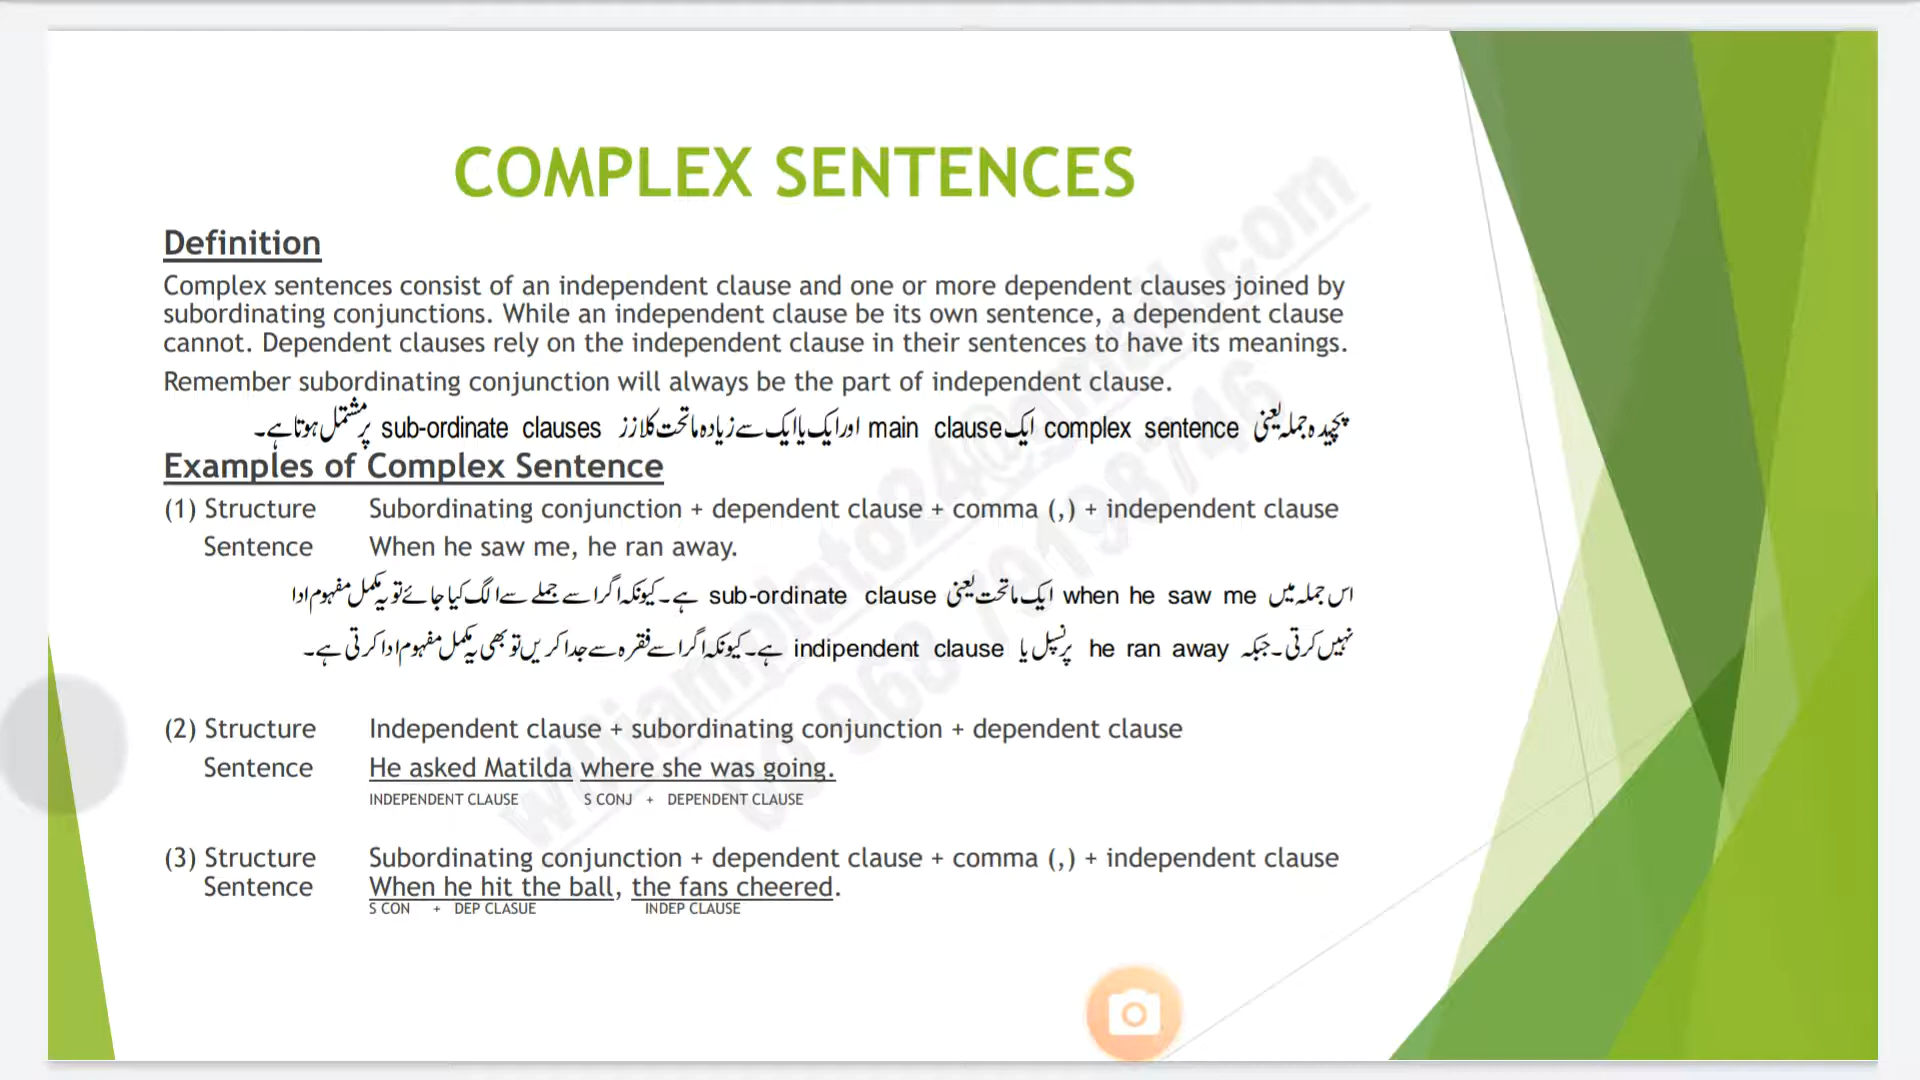 COMPLEX SENTENCES
Definition
Complex sentences consist of an independent clause and one or more dependent clauses joined by
subordinating conjunctions. While an independent clause be its own sentence, a dependent clause
cannot. Dependent clauses rely on the independent clause in their sentences to have its meanings.
Remember subordinating conjunction will always be the part of independent clause.
پیچیدہ جملہ یعنی complex sentence ایک main clause اور ایک یا ایک سے زیادہ ماتحت کلازز sub-ordinate clauses پر مشتمل ہوتا ہے۔
Examples of Complex Sentence
(1) Structure Subordinating conjunction + dependent clause + comma (,) + independent clause
Sentence When he saw me, he ran away.
اس جملہ میں when he saw me ایک ماتحت یعنی sub-ordinate clause ہے۔ کیونکہ اگر اسے جملے سے الگ کیا جائے تو یہ مکمل مفہوم ادا
نہیں کرتی۔ جبکہ he ran away پرنسپل یا indipendent clause ہے۔ کیونکہ اگر اسے فقرہ سے جدا کریں تو بھی یہ مکمل مفہوم ادا کرتی ہے۔
(2) Structure Independent clause + subordinating conjunction + dependent clause
Sentence He asked Matilda where she was going.
INDEPENDENT CLAUSE S CONJ + DEPENDENT CLAUSE
(3) Structure Subordinating conjunction + dependent clause + comma (,) + independent clause
Sentence When he hit the ball, the fans cheered.
S CON + DEP CLASUE INDEP CLAUSE